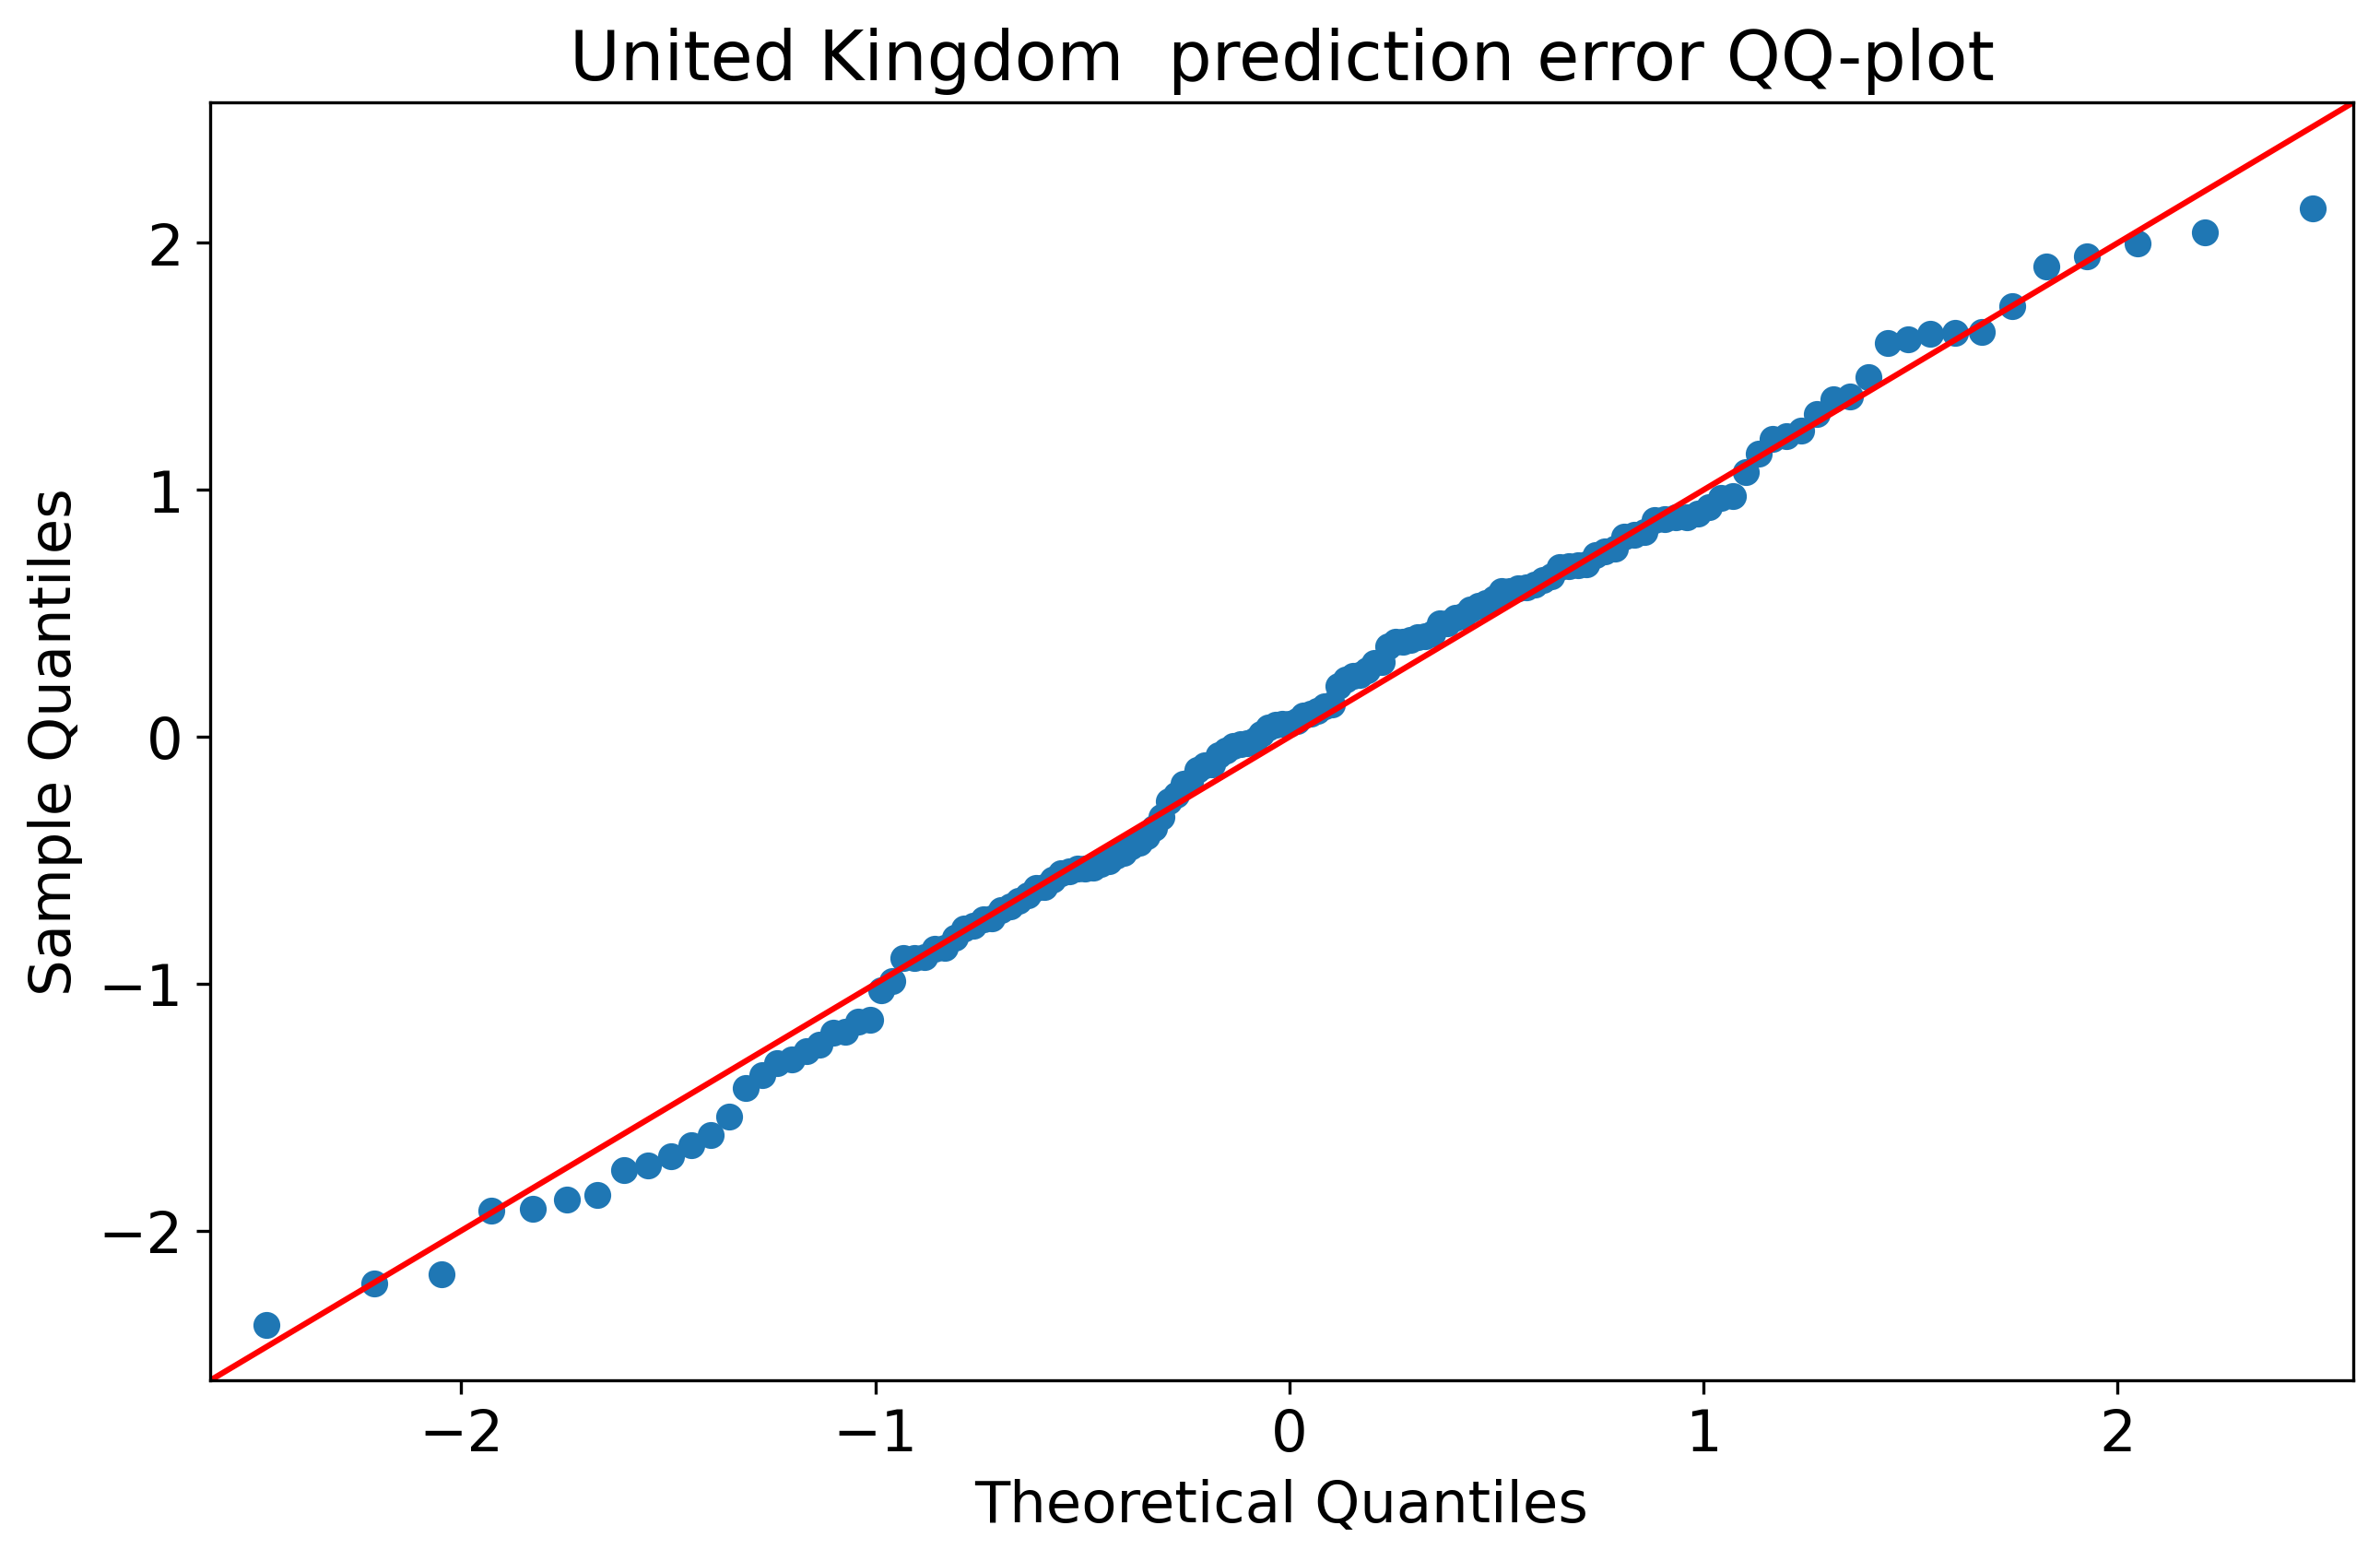 United Kingdom  prediction error QQ-plot
Sample Quantiles
2
1
0
−1
−2
−2 −1 0 1 2
Theoretical Quantiles